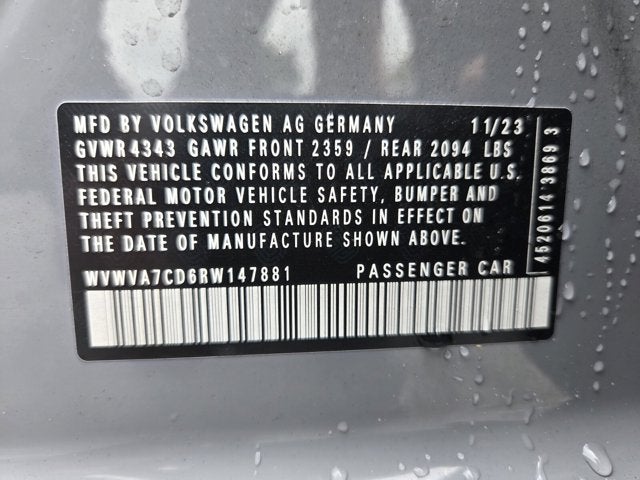 MFD BY VOLKSWAGEN AG GERMANY 11/23
GVWR 4343 GAWR FRONT 2359 / REAR 2094 LBS
THIS VEHICLE CONFORMS TO ALL APPLICABLE U.S.
FEDERAL MOTOR VEHICLE SAFETY, BUMPER AND
THEFT PREVENTION STANDARDS IN EFFECT ON
THE DATE OF MANUFACTURE SHOWN ABOVE.
WVWVA7CD6RW147881 PASSENGER CAR
4520614 3869 3